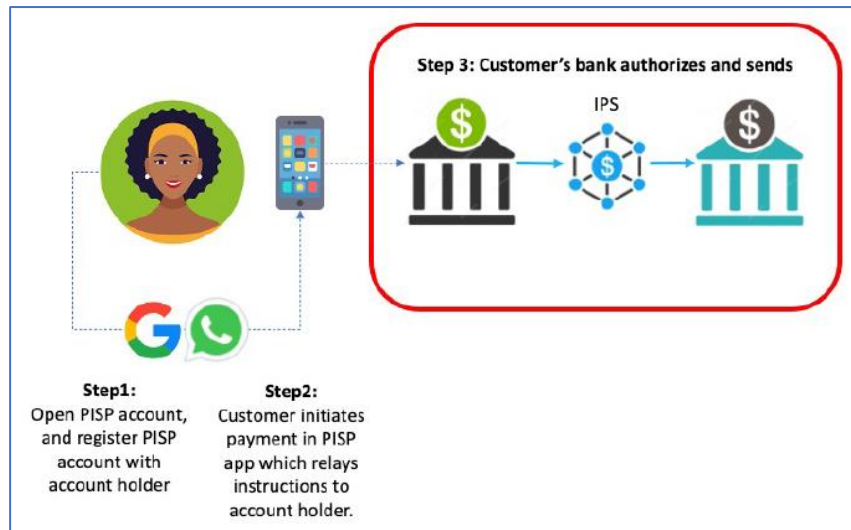 Step 3: Customer's bank authorizes and sends
IPS
$
$
$
Step1:
Open PISP account,
and register PISP
account with
account holder
Step2:
Customer initiates
payment in PISP
app which relays
instructions to
account holder.